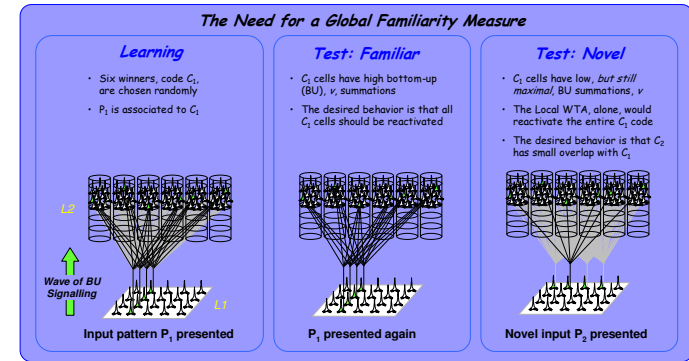 The Need for a Global Familiarity Measure
Learning
• Six winners, code C₁,
are chosen randomly
• P₁ is associated to C₁
L2
Wave of BU
Signalling
L1
Input pattern P₁ presented
Test: Familiar
• C₁ cells have high bottom-up
(BU), v, summations
• The desired behavior is that all
C₁ cells should be reactivated
P₁ presented again
Test: Novel
• C₁ cells have low, but still
maximal, BU summations, v
• The Local WTA, alone, would
reactivate the entire C₁ code
• The desired behavior is that C₂
has small overlap with C₁
Novel input P₂ presented